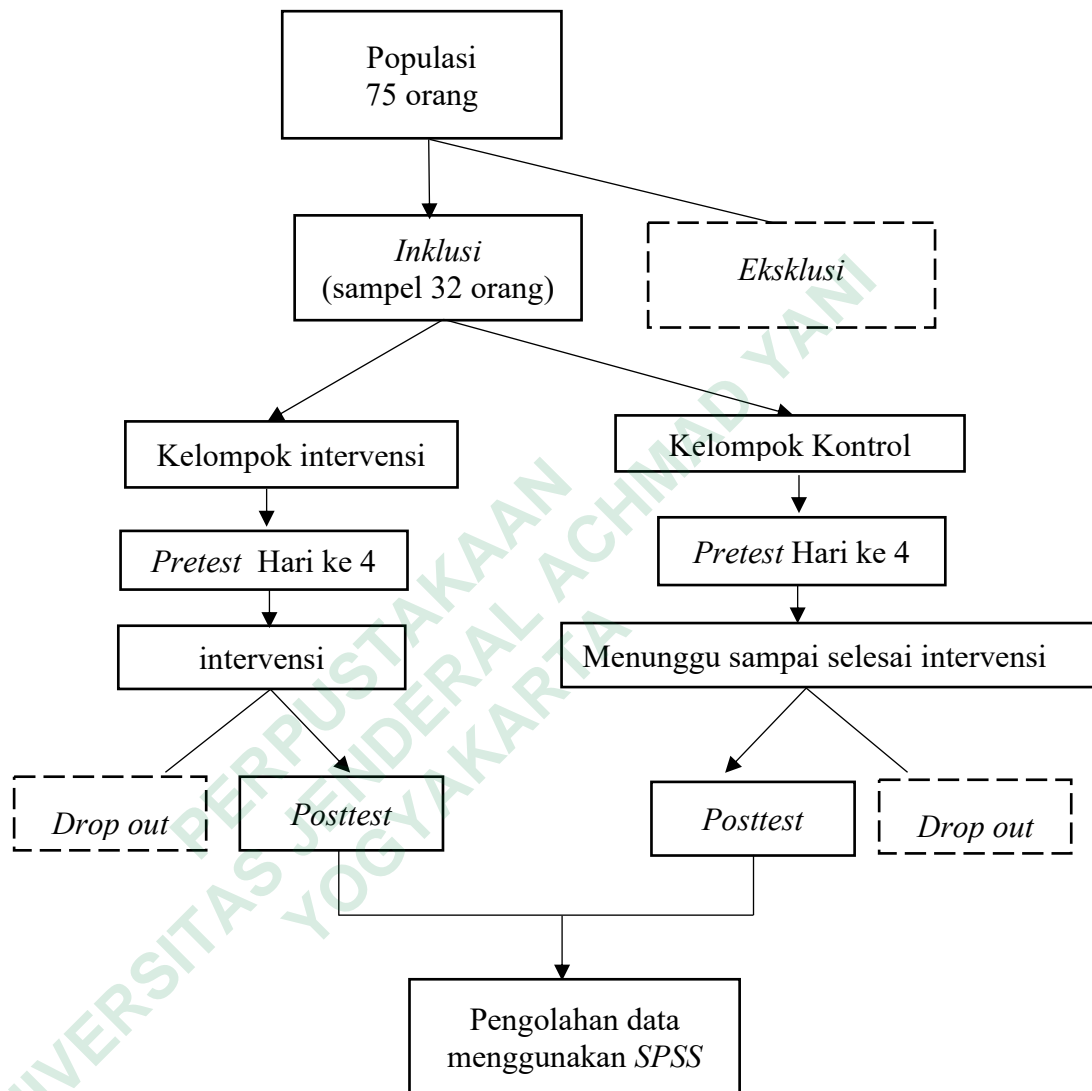 Populasi
75 orang
Inklusi
(sampel 32 orang)
Eksklusi
Kelompok intervensi
Kelompok Kontrol
Pretest Hari ke 4
Pretest Hari ke 4
intervensi
Menunggu sampai selesai intervensi
Drop out
Posttest
Posttest
Drop out
Pengolahan data
menggunakan SPSS
PERPUSTAKAAN
UNIVERSITAS JENDERAL ACHMAD YANI
YOGYAKARTA